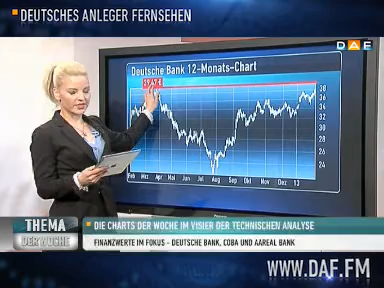 DEUTSCHES ANLEGER FERNSEHEN
DAF
Deutsche Bank 12-Monats-Chart
38
36
34
32
30
28
26
24
Feb Mrz Apr Mai Jun Jul Aug Sep Okt Nov Dez 13
THEMA
DER WOCHE
DIE CHARTS DER WOCHE IM VISIER DER TECHNISCHEN ANALYSE
FINANZWERTE IM FOKUS - DEUTSCHE BANK, COBA UND AAREAL BANK
WWW.DAF.FM